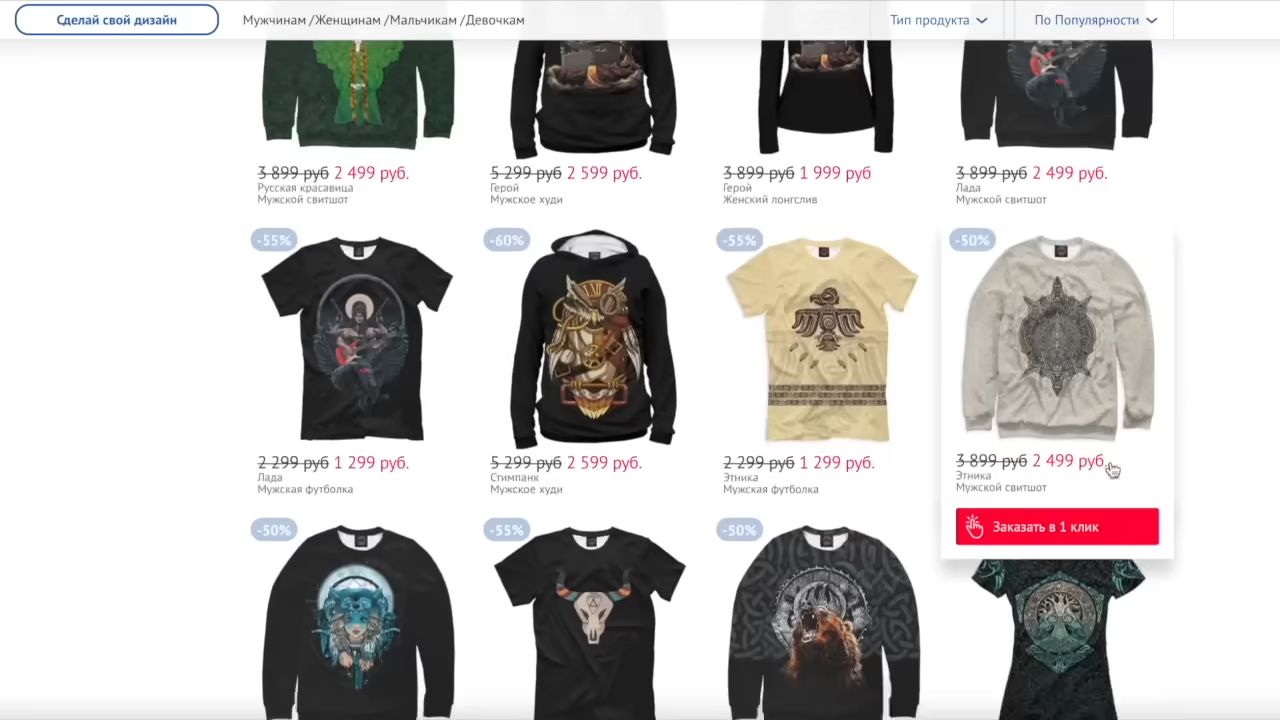 Сделай свой дизайн
Мужчинам /Женщинам /Мальчикам /Девочкам
Тип продукта
По Популярности
3 899 руб 2 499 руб.
Русская красавица
Мужской свитшот
5 299 руб 2 599 руб.
Герой
Мужское худи
3 899 руб 1 999 руб
Герой
Женский лонгслив
3 899 руб 2 499 руб.
Лада
Мужской свитшот
-55%
2 299 руб 1 299 руб.
Лада
Мужская футболка
-60%
5 299 руб 2 599 руб.
Стимпанк
Мужское худи
-55%
2 299 руб 1 299 руб.
Этника
Мужская футболка
-50%
3 899 руб 2 499 руб.
Этника
Мужской свитшот
Заказать в 1 клик
-50%
-55%
-50%